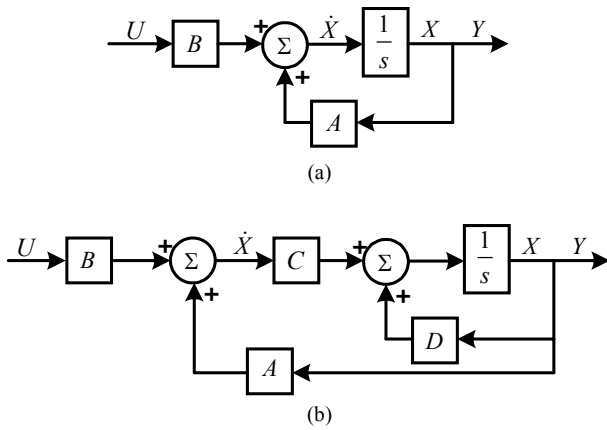 U B + Σ Ẋ 1/s X Y
+ A
(a)
U B + Σ Ẋ C + Σ 1/s X Y
+ + D
A
(b)